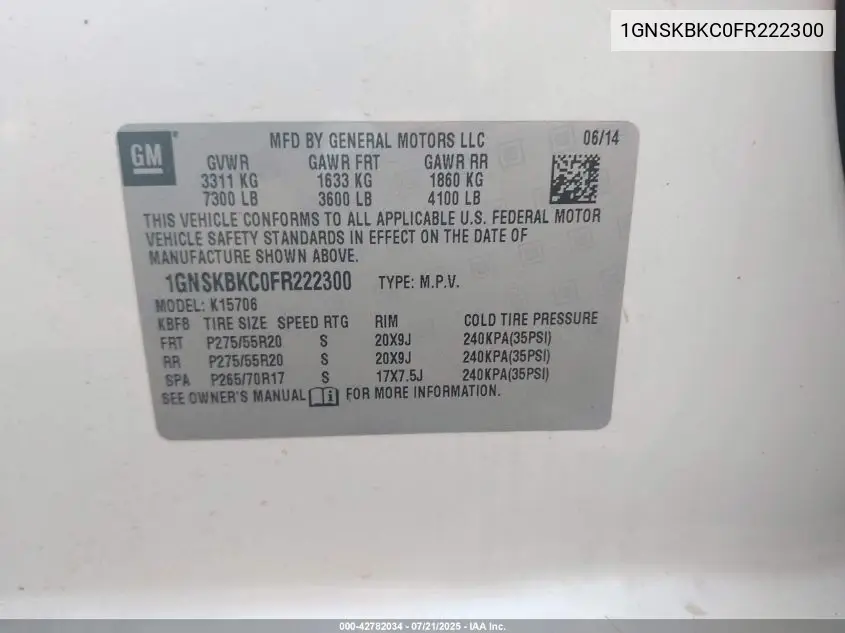 1GNSKBKC0FR222300
GM
MFD BY GENERAL MOTORS LLC 06/14
GVWR GAWR FRT GAWR RR
3311 KG 1633 KG 1860 KG
7300 LB 3600 LB 4100 LB
THIS VEHICLE CONFORMS TO ALL APPLICABLE U.S. FEDERAL MOTOR
VEHICLE SAFETY STANDARDS IN EFFECT ON THE DATE OF
MANUFACTURE SHOWN ABOVE.
1GNSKBKC0FR222300 TYPE: M.P.V.
MODEL: K15706
KBF8 TIRE SIZE SPEED RTG RIM COLD TIRE PRESSURE
FRT P275/55R20 S 20X9J 240KPA(35PSI)
RR P275/55R20 S 20X9J 240KPA(35PSI)
SPA P265/70R17 S 17X7.5J 240KPA(35PSI)
SEE OWNER'S MANUAL FOR MORE INFORMATION.
000-42782034 - 07/21/2025 - IAA Inc.